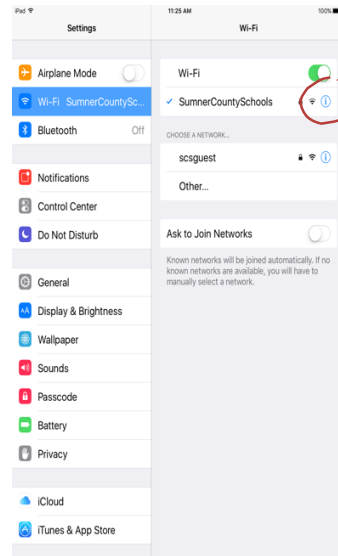 iPad 11:25 AM 100%
Settings
Wi-Fi
Airplane Mode
Wi-Fi SumnerCountySc...
Bluetooth Off
Notifications
Control Center
Do Not Disturb
General
Display & Brightness
Wallpaper
Sounds
Passcode
Battery
Privacy
iCloud
iTunes & App Store
Wi-Fi
SumnerCountySchools
CHOOSE A NETWORK...
scsguest
Other...
Ask to Join Networks
Known networks will be joined automatically. If no
known networks are available, you will have to
manually select a network.